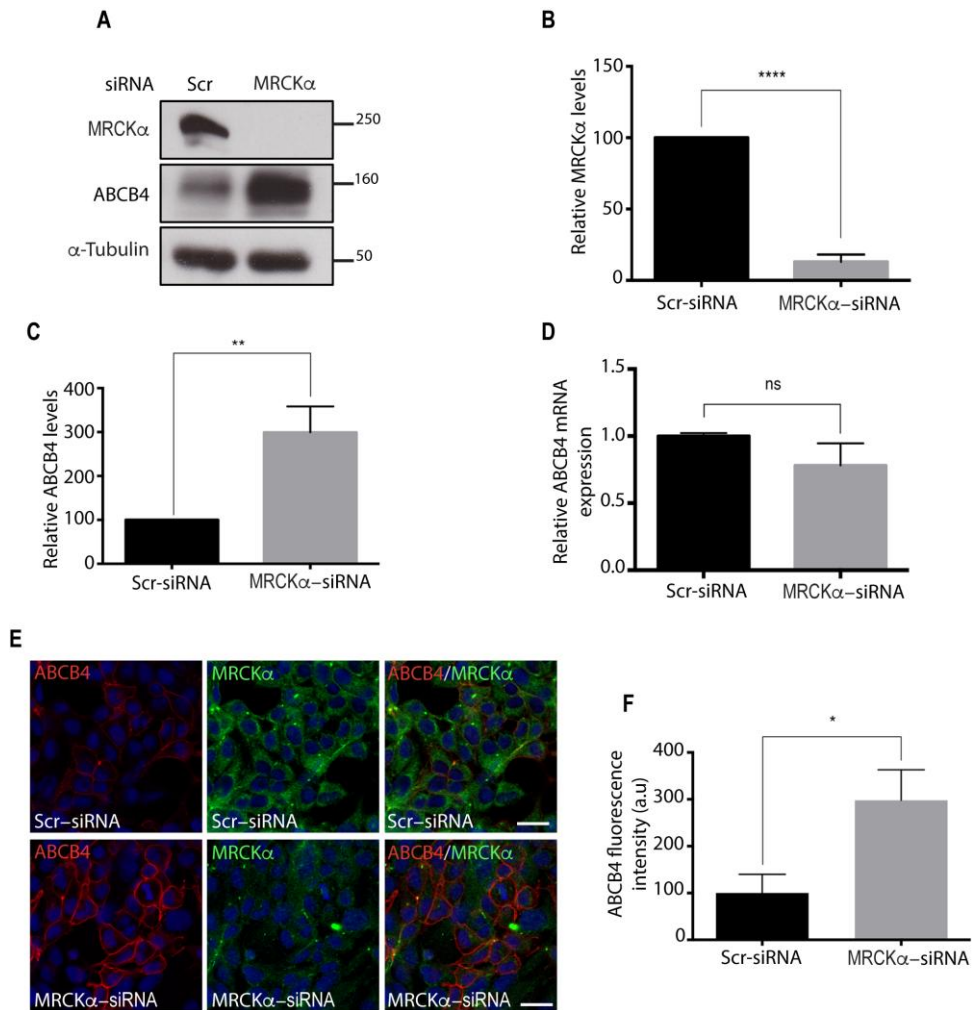 A
siRNA Scr MRCKα
MRCKα 250
ABCB4 160
α-Tubulin 50
B
Relative MRCKα levels
150
100
50
0
****
Scr-siRNA MRCKα–siRNA
C
Relative ABCB4 levels
400
300
200
100
0
**
Scr-siRNA MRCKα–siRNA
D
Relative ABCB4 mRNA
expression
1.5
1.0
0.5
0.0
ns
Scr-siRNA MRCKα–siRNA
E
ABCB4 MRCKα ABCB4/MRCKα
Scr–siRNA Scr–siRNA Scr–siRNA
ABCB4 MRCKα ABCB4/MRCKα
MRCKα–siRNA MRCKα–siRNA MRCKα–siRNA
F
ABCB4 fluorescence
intensity (a.u)
400
300
200
100
0
*
Scr-siRNA MRCKα–siRNA